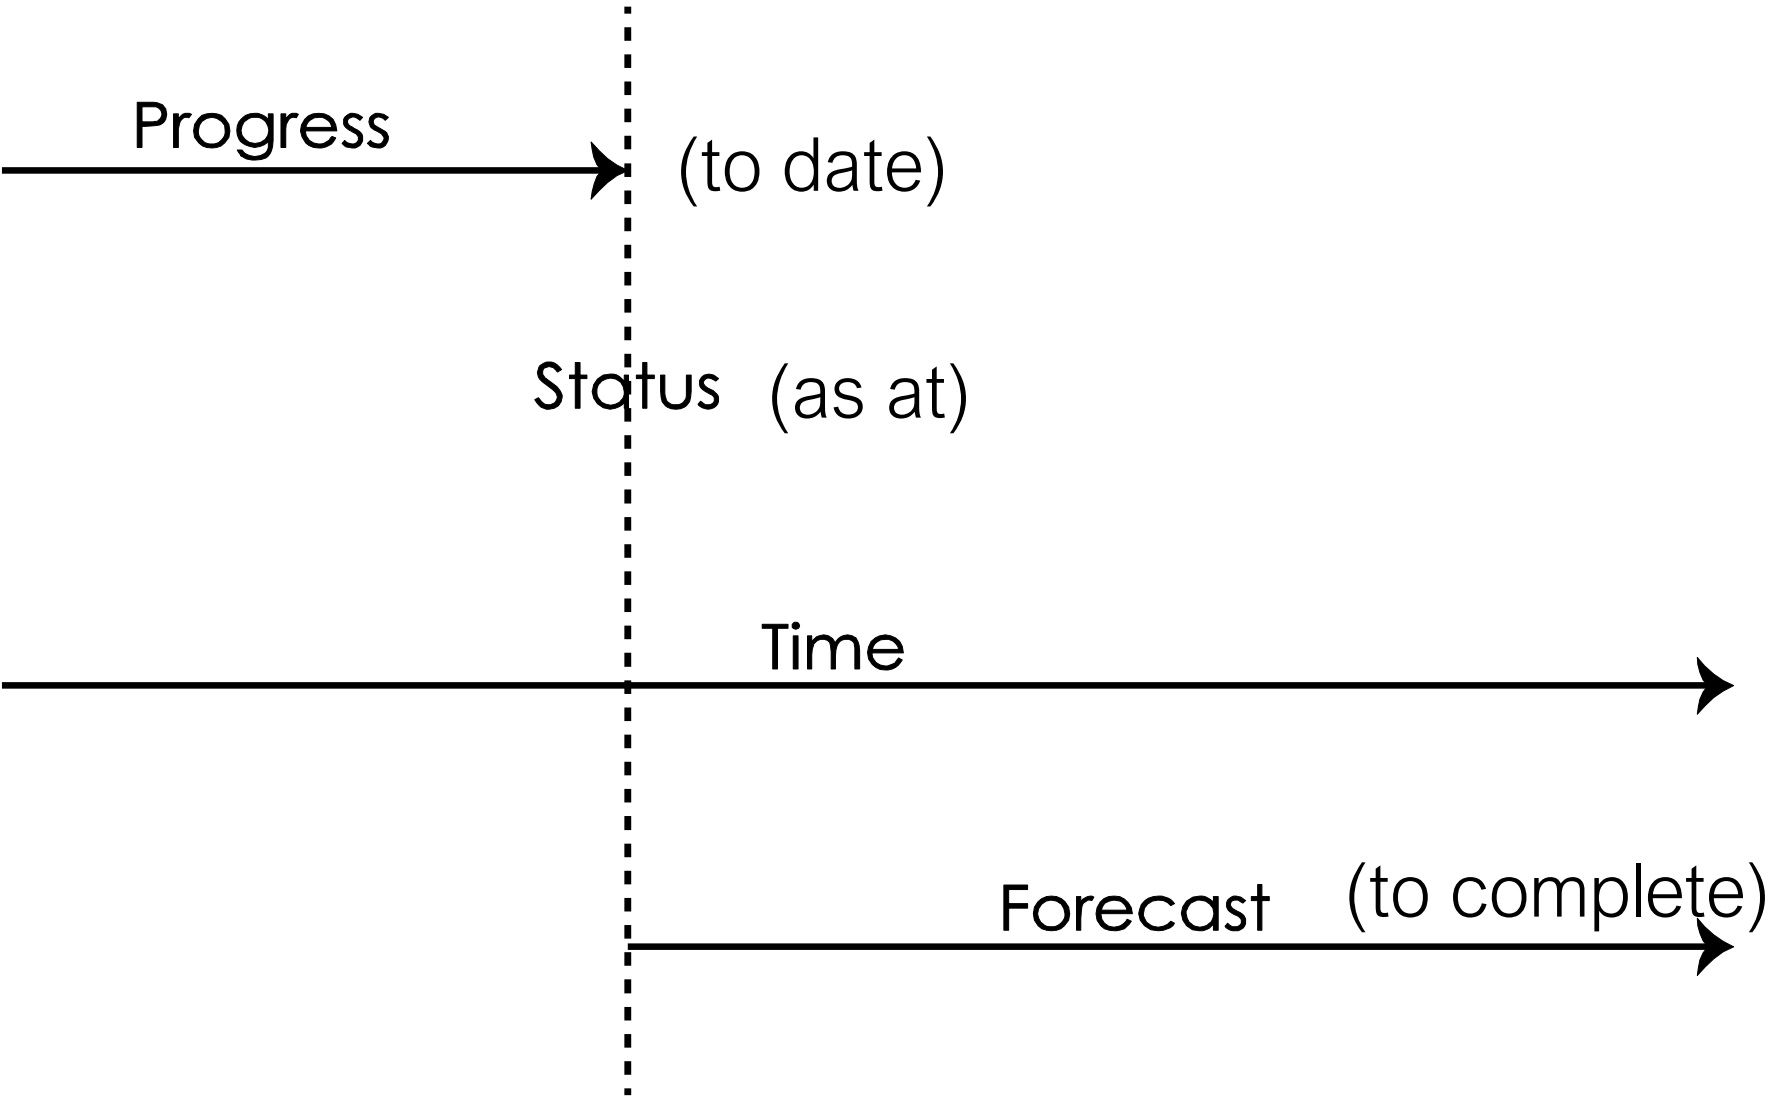 Progress
(to date)
Status (as at)
Time
Forecast (to complete)